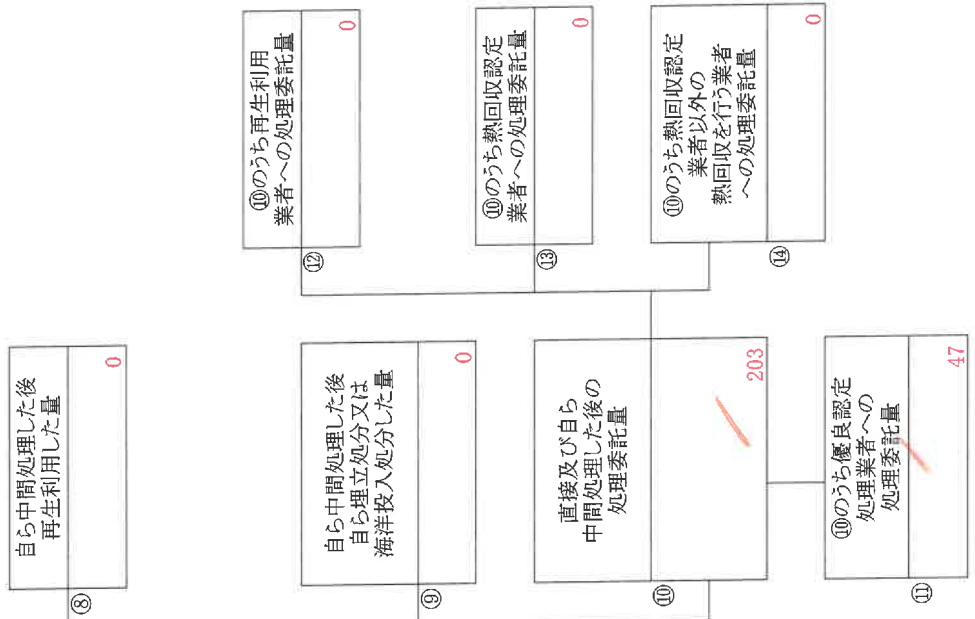 ⑧
自ら中間処理した後
再生利用した量
0
⑨
自ら中間処理した後
自ら埋立処分又は
海洋投入処分した量
0
⑩
直接及び自ら
中間処理した後の
処理委託量
203
⑪
⑩のうち優良認定
処理業者への
処理委託量
47
⑫
⑩のうち再生利用
業者への処理委託量
0
⑬
⑩のうち熱回収認定
業者への処理委託量
0
⑭
⑩のうち熱回収認定
業者以外の
熱回収を行う業者
への処理委託量
0